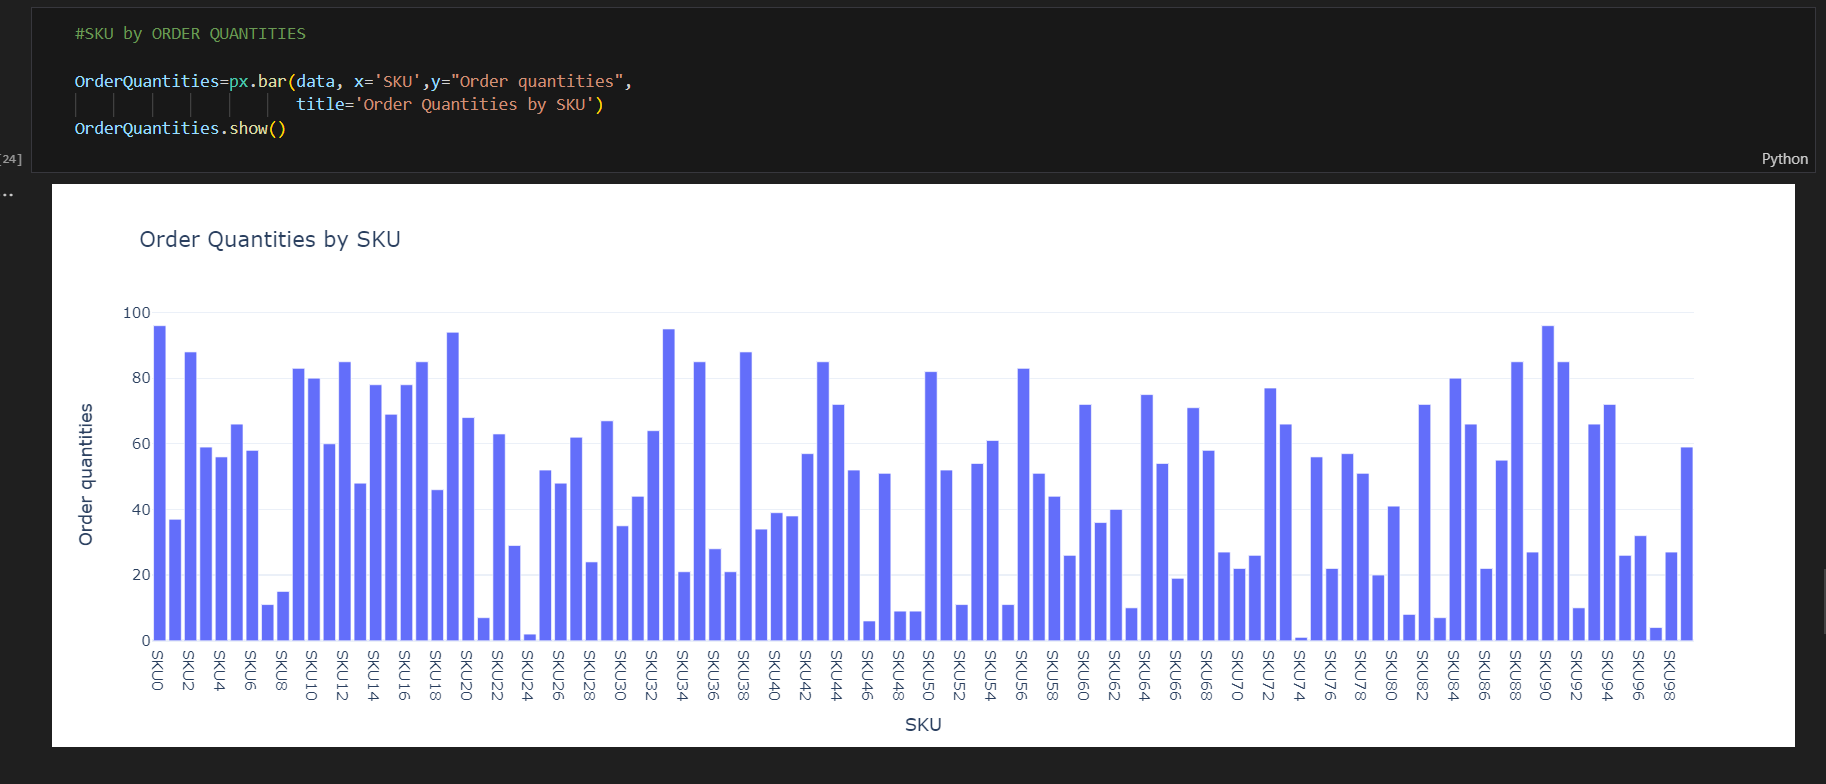 #SKU by ORDER QUANTITIES
OrderQuantities=px.bar(data, x='SKU',y="Order quantities",
title='Order Quantities by SKU')
OrderQuantities.show()
[24]
Python
Order Quantities by SKU
100
80
60
40
20
0
Order quantities
SKU0
SKU2
SKU4
SKU6
SKU8
SKU10
SKU12
SKU14
SKU16
SKU18
SKU20
SKU22
SKU24
SKU26
SKU28
SKU30
SKU32
SKU34
SKU36
SKU38
SKU40
SKU42
SKU44
SKU46
SKU48
SKU50
SKU52
SKU54
SKU56
SKU58
SKU60
SKU62
SKU64
SKU66
SKU68
SKU70
SKU72
SKU74
SKU76
SKU78
SKU80
SKU82
SKU84
SKU86
SKU88
SKU90
SKU92
SKU94
SKU96
SKU98
SKU